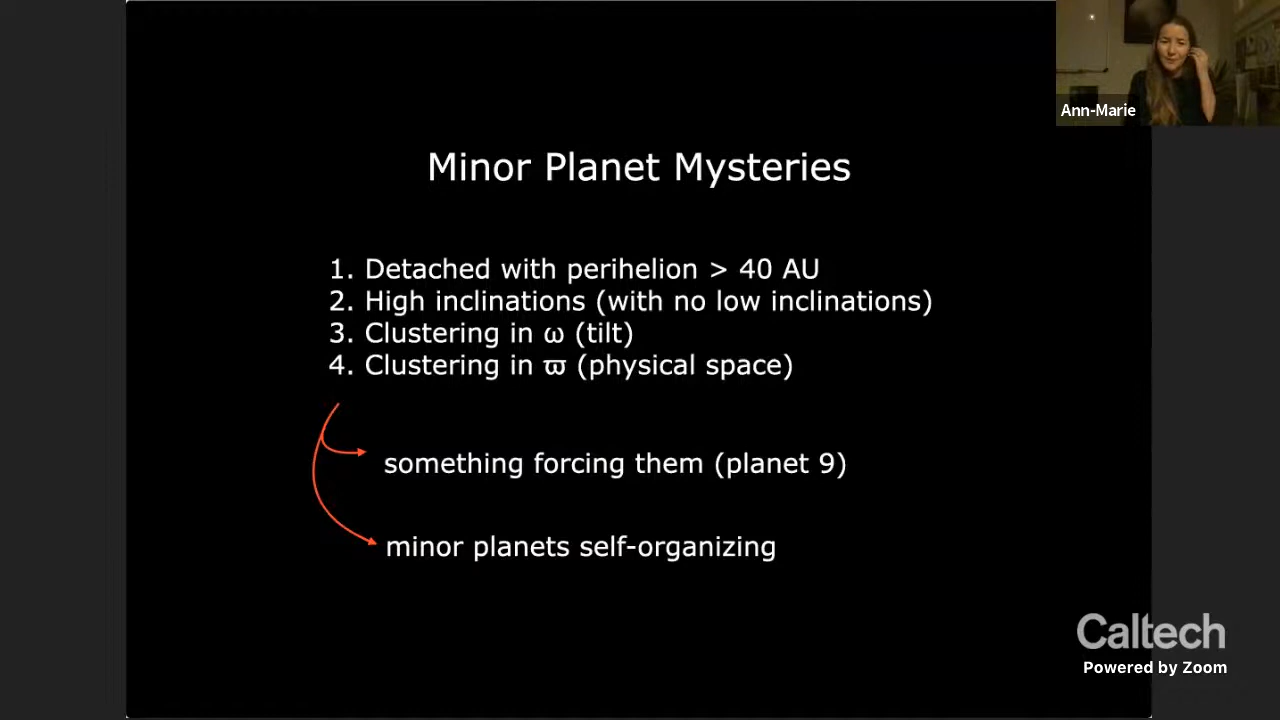 Ann-Marie
Minor Planet Mysteries
1. Detached with perihelion > 40 AU
2. High inclinations (with no low inclinations)
3. Clustering in ω (tilt)
4. Clustering in ϖ (physical space)
something forcing them (planet 9)
minor planets self-organizing
Caltech
Powered by Zoom